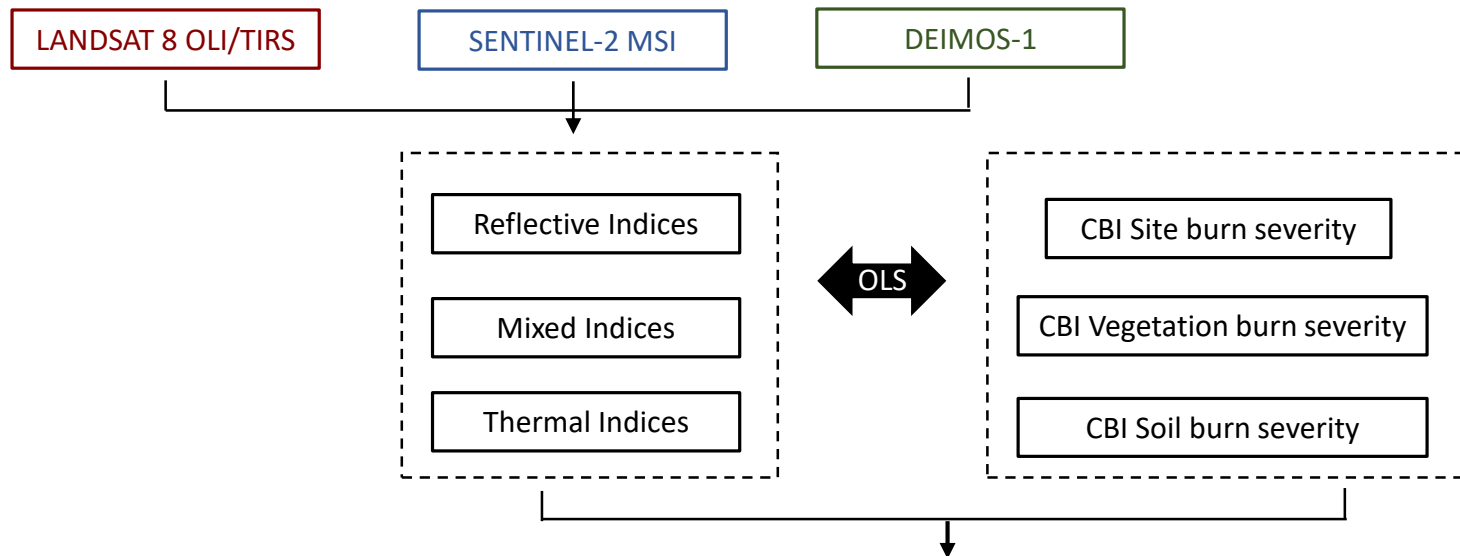 LANDSAT 8 OLI/TIRS
SENTINEL-2 MSI
DEIMOS-1
Reflective Indices
Mixed Indices
Thermal Indices
OLS
CBI Site burn severity
CBI Vegetation burn severity
CBI Soil burn severity